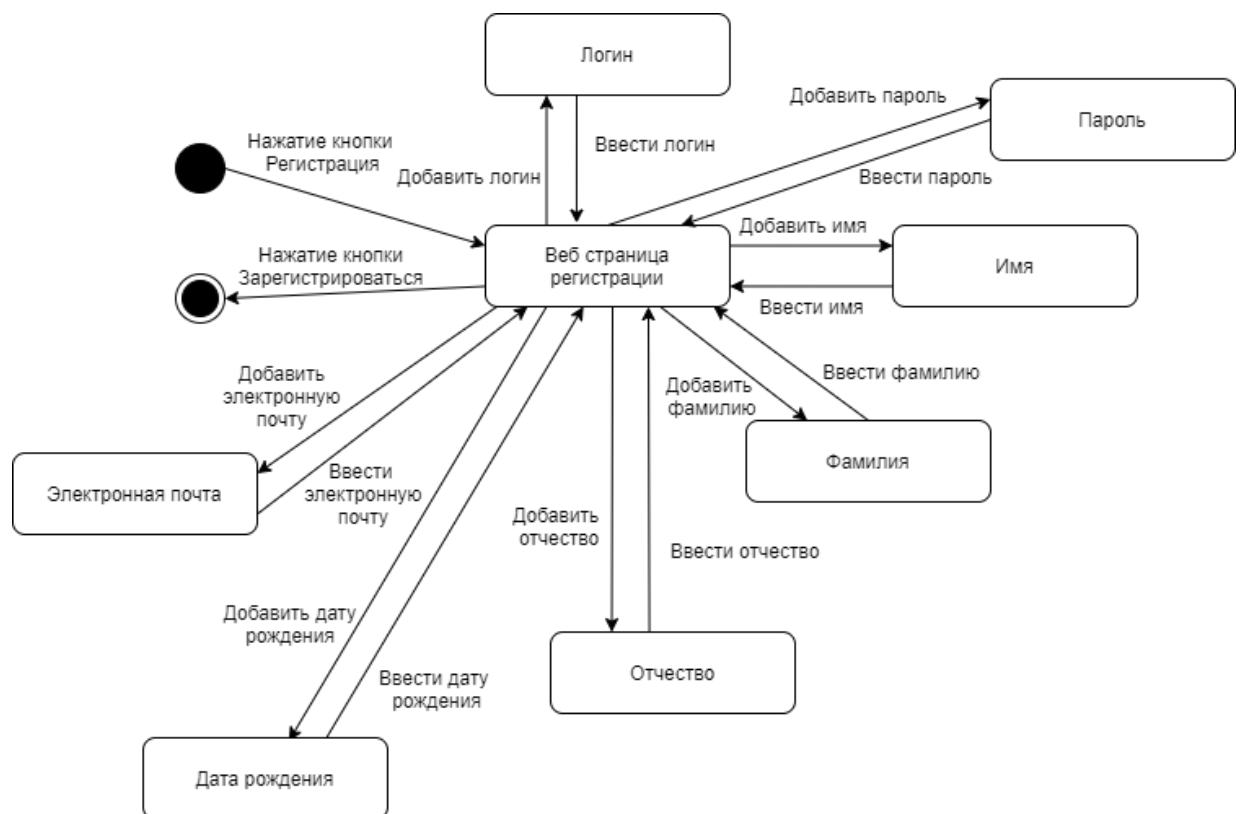 Логин
Добавить пароль
Пароль
Нажатие кнопки
Регистрация
Ввести логин
Добавить логин
Ввести пароль
Добавить имя
Нажатие кнопки
Зарегистрироваться
Веб страница
регистрации
Имя
Ввести имя
Добавить
электронную
почту
Добавить
фамилию
Ввести фамилию
Фамилия
Электронная почта
Ввести
электронную
почту
Добавить
отчество
Ввести отчество
Добавить дату
рождения
Отчество
Ввести дату
рождения
Дата рождения